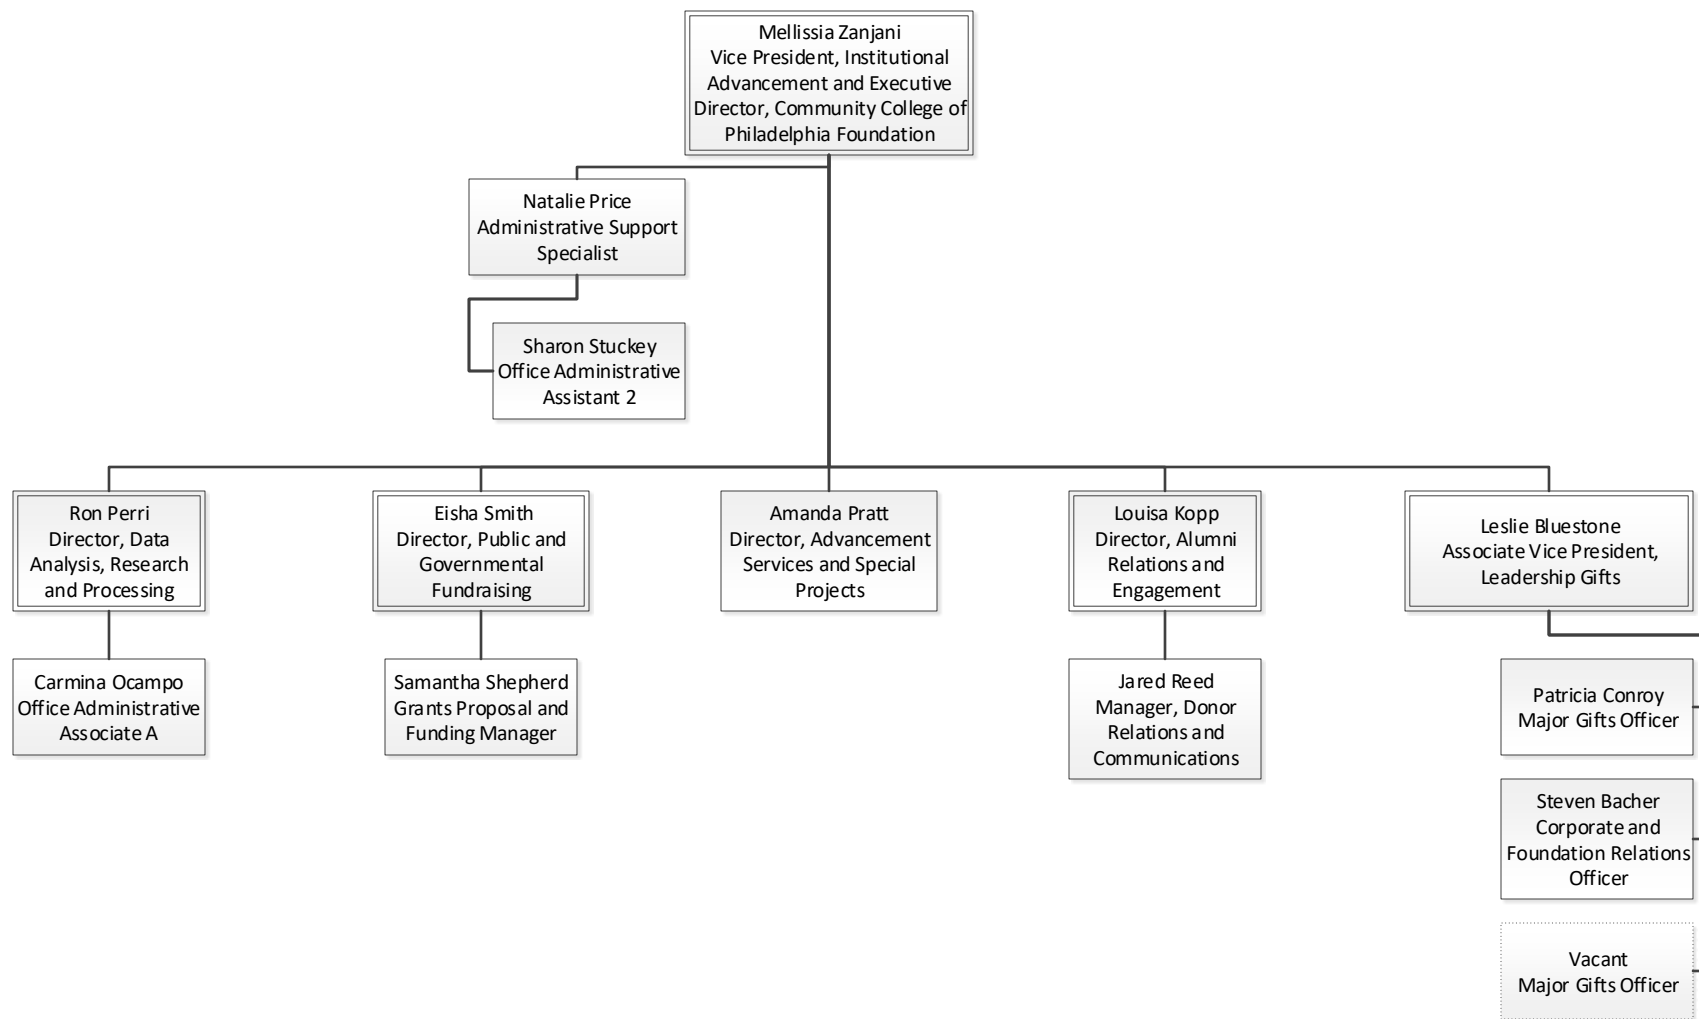 Mellissia Zanjani
Vice President, Institutional
Advancement and Executive
Director, Community College of
Philadelphia Foundation
Natalie Price
Administrative Support
Specialist
Sharon Stuckey
Office Administrative
Assistant 2
Ron Perri
Director, Data
Analysis, Research
and Processing
Eisha Smith
Director, Public and
Governmental
Fundraising
Amanda Pratt
Director, Advancement
Services and Special
Projects
Louisa Kopp
Director, Alumni
Relations and
Engagement
Leslie Bluestone
Associate Vice President,
Leadership Gifts
Carmina Ocampo
Office Administrative
Associate A
Samantha Shepherd
Grants Proposal and
Funding Manager
Jared Reed
Manager, Donor
Relations and
Communications
Patricia Conroy
Major Gifts Officer
Steven Bacher
Corporate and
Foundation Relations
Officer
Vacant
Major Gifts Officer